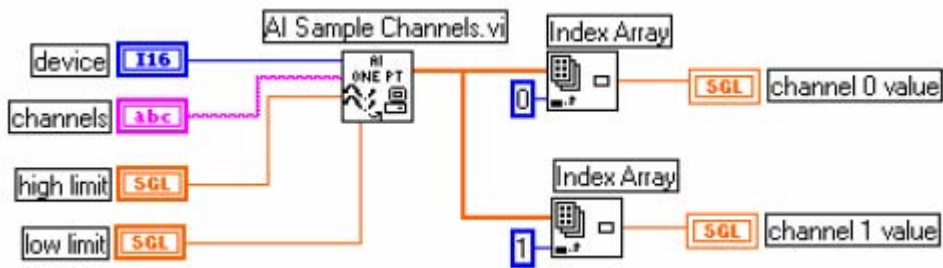 AI Sample Channels.vi
Index Array
device
I16
AI
ONE PT
channels
abc
0
SGL
channel 0 value
high limit
SGL
Index Array
low limit
SGL
1
SGL
channel 1 value